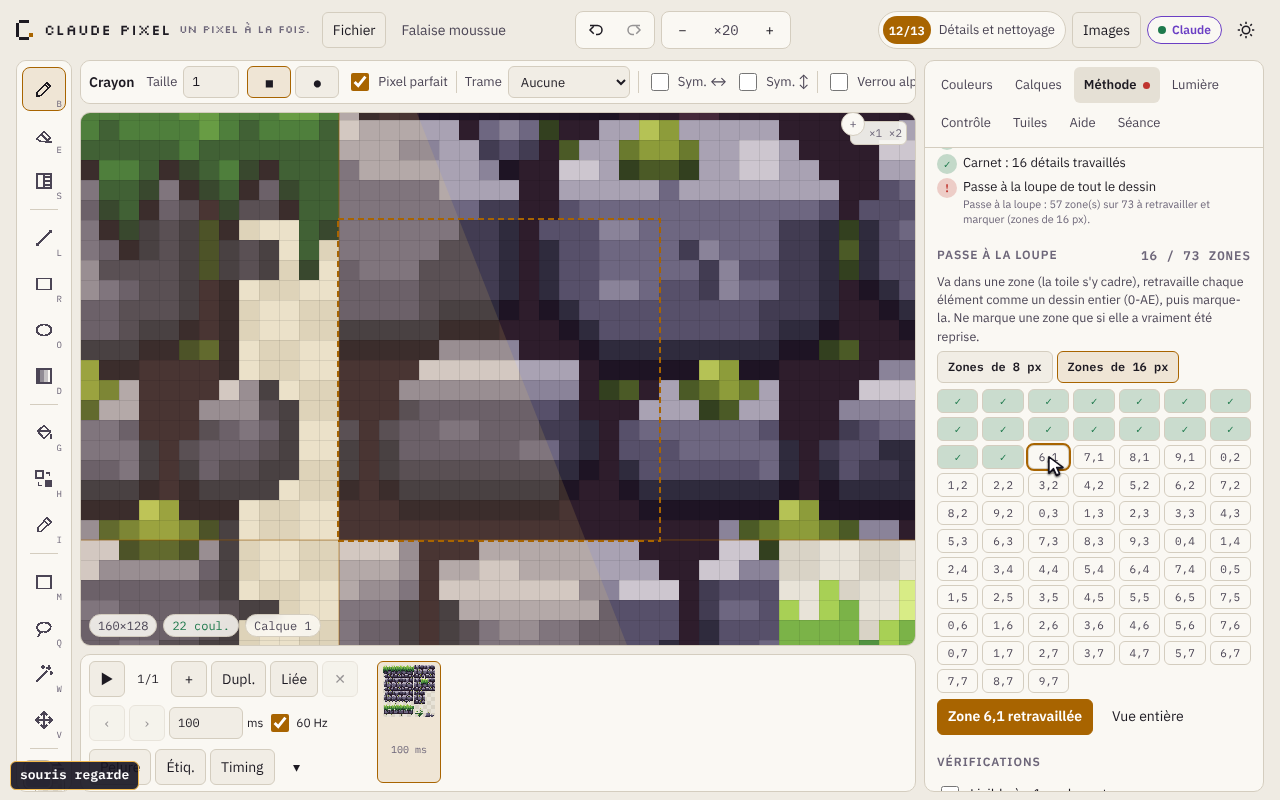 CLAUDE PIXEL UN PIXEL À LA FOIS. Fichier Falaise moussue − ×20 + 12/13 Détails et nettoyage Images Claude
Crayon Taille 1 Pixel parfait Trame Aucune Sym. ↔ Sym. ↕ Verrou alp
B
E
S
L
R
O
D
G
H
I
M
Q
W
V
+ ×1 ×2
160×128 22 coul. Calque 1
▶ 1/1 + Dupl. Liée ✕
‹ › 100 ms 60 Hz
Étiq. Timing ▼
100 ms
souris regarde
Couleurs Calques Méthode Lumière
Contrôle Tuiles Aide Séance
✓ Carnet : 16 détails travaillés
! Passe à la loupe de tout le dessin
Passe à la loupe : 57 zone(s) sur 73 à retravailler et
marquer (zones de 16 px).
PASSE À LA LOUPE 16 / 73 ZONES
Va dans une zone (la toile s'y cadre), retravaille chaque
élément comme un dessin entier (0-AE), puis marque-
la. Ne marque une zone que si elle a vraiment été
reprise.
Zones de 8 px Zones de 16 px
✓ ✓ ✓ ✓ ✓ ✓ ✓
✓ ✓ ✓ ✓ ✓ ✓ ✓
✓ ✓ 6,1 7,1 8,1 9,1 0,2
1,2 2,2 3,2 4,2 5,2 6,2 7,2
8,2 9,2 0,3 1,3 2,3 3,3 4,3
5,3 6,3 7,3 8,3 9,3 0,4 1,4
2,4 3,4 4,4 5,4 6,4 7,4 0,5
1,5 2,5 3,5 4,5 5,5 6,5 7,5
0,6 1,6 2,6 3,6 4,6 5,6 7,6
0,7 1,7 2,7 3,7 4,7 5,7 6,7
7,7 8,7 9,7
Zone 6,1 retravaillée Vue entière
VÉRIFICATIONS